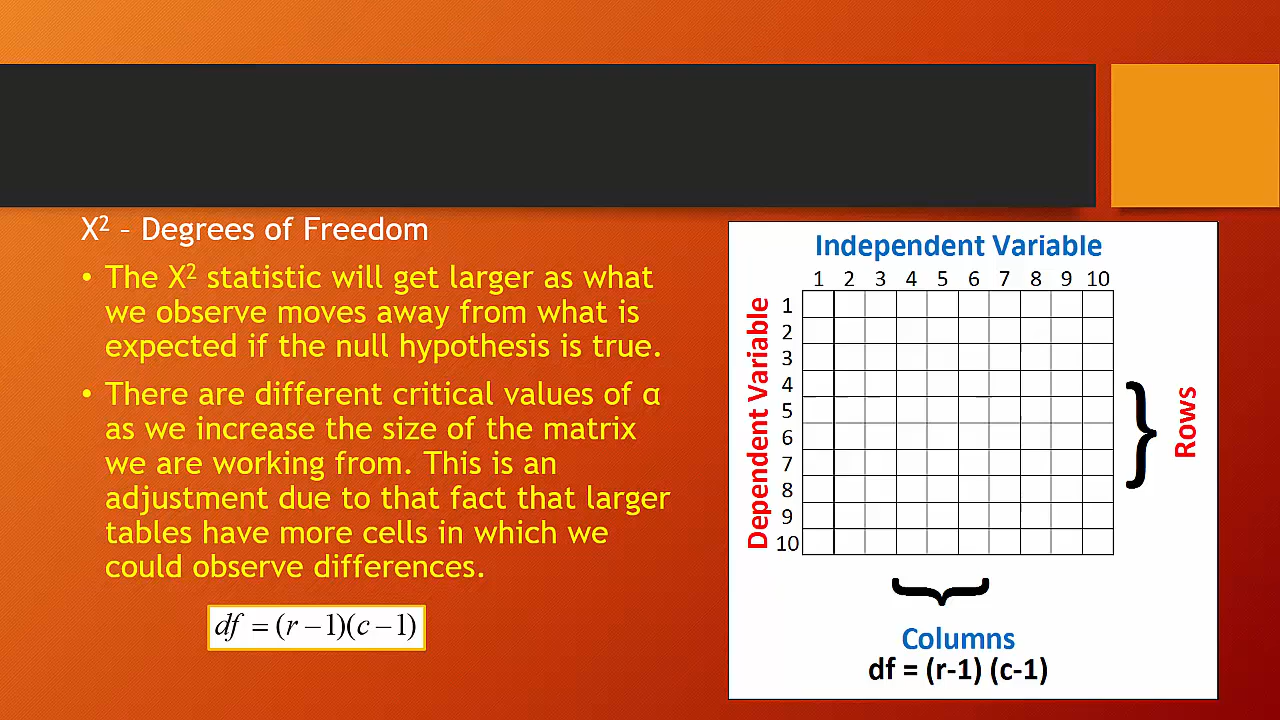 X² – Degrees of Freedom
• The X² statistic will get larger as what
we observe moves away from what is
expected if the null hypothesis is true.
• There are different critical values of α
as we increase the size of the matrix
we are working from. This is an
adjustment due to that fact that larger
tables have more cells in which we
could observe differences.
df = (r – 1)(c – 1)
Independent Variable
1 2 3 4 5 6 7 8 9 10
Dependent Variable
1
2
3
4
5
6
7
8
9
10
Rows
Columns
df = (r-1) (c-1)